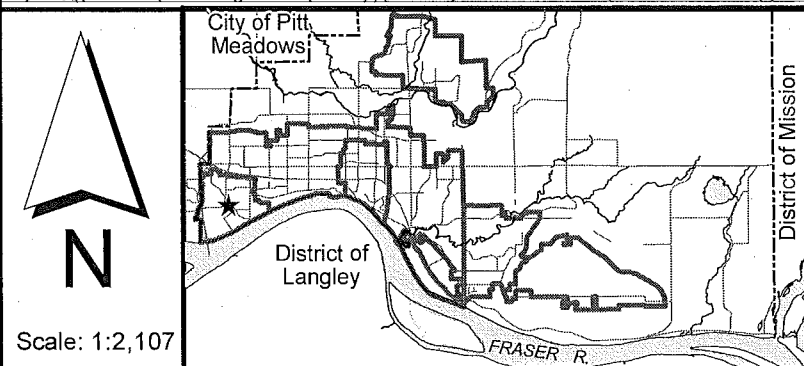 City of Pitt
Meadows
District of Mission
District of
Langley
N
Scale: 1:2,107
FRASER R.